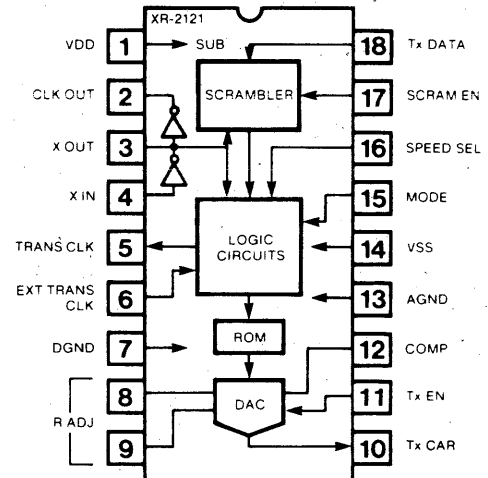 XR-2121
VDD 1 SUB 18 Tx DATA
CLK OUT 2 SCRAMBLER 17 SCRAM EN
X OUT 3 16 SPEED SEL
X IN 4 15 MODE
TRANS CLK 5 LOGIC CIRCUITS 14 VSS
EXT TRANS CLK 6 13 AGND
DGND 7 ROM 12 COMP
R ADJ 8 DAC 11 Tx EN
9 10 Tx CAR